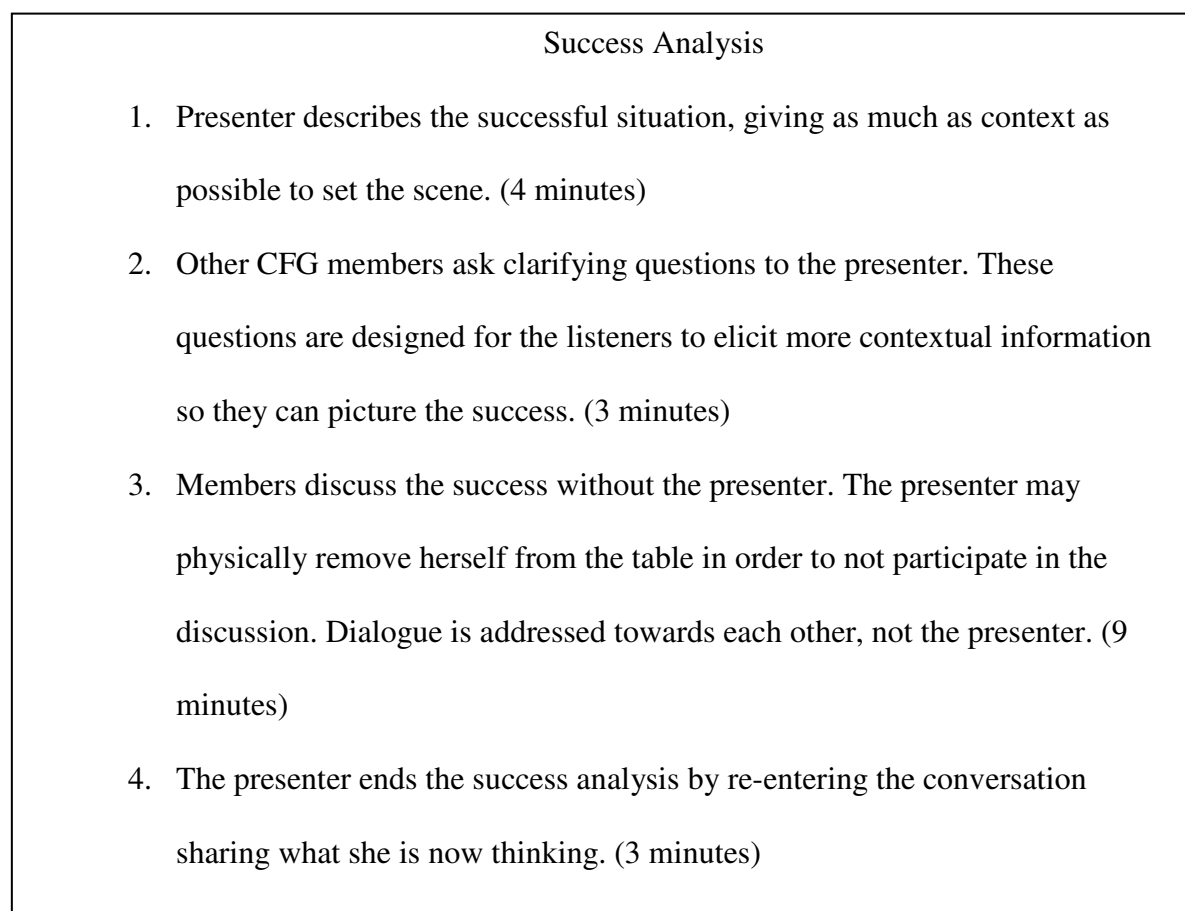 Success Analysis
1. Presenter describes the successful situation, giving as much as context as
possible to set the scene. (4 minutes)
2. Other CFG members ask clarifying questions to the presenter. These
questions are designed for the listeners to elicit more contextual information
so they can picture the success. (3 minutes)
3. Members discuss the success without the presenter. The presenter may
physically remove herself from the table in order to not participate in the
discussion. Dialogue is addressed towards each other, not the presenter. (9
minutes)
4. The presenter ends the success analysis by re-entering the conversation
sharing what she is now thinking. (3 minutes)